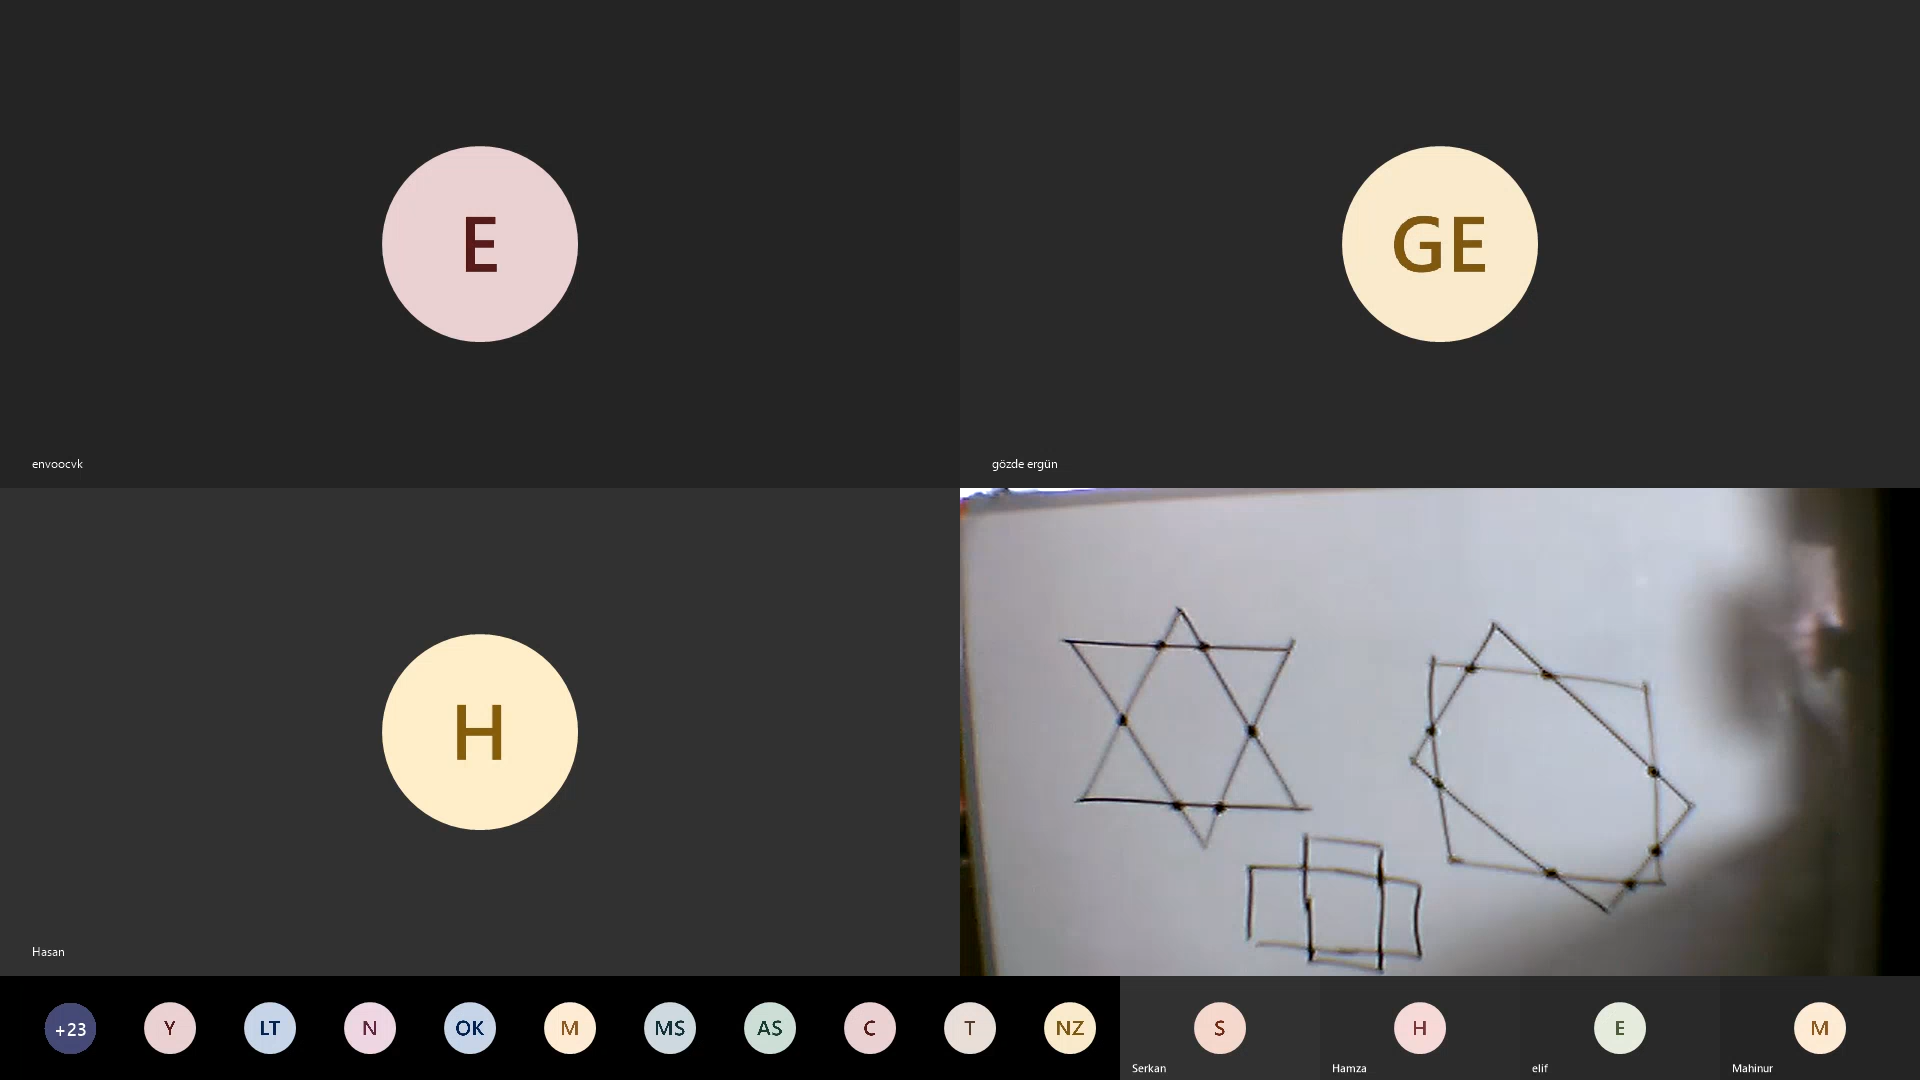 E
GE
envoocvk
gözde ergün
H
Hasan
+23
Y
LT
N
OK
M
MS
AS
C
T
NZ
S
H
E
M
Serkan
Hamza
elif
Mahinur